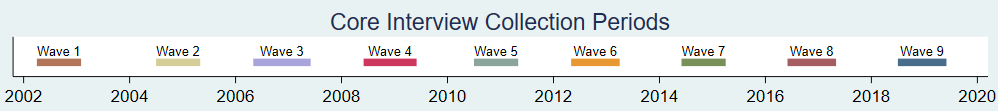 Core Interview Collection Periods
Wave 1 Wave 2 Wave 3 Wave 4 Wave 5 Wave 6 Wave 7 Wave 8 Wave 9
2002 2004 2006 2008 2010 2012 2014 2016 2018 2020